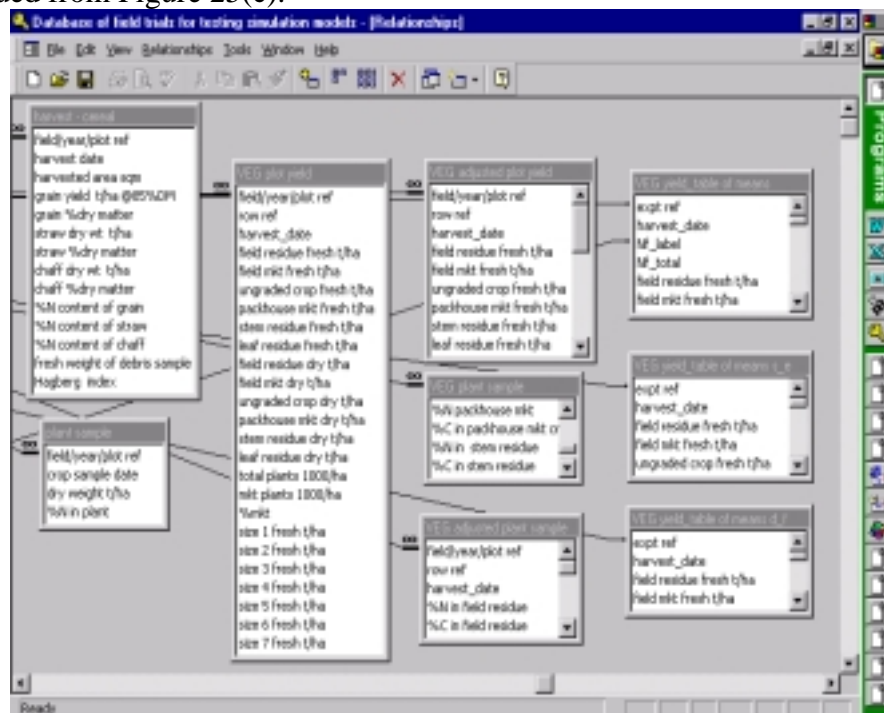 ded from Figure 25(c).
Database of field trials for testing simulation models - [Relationships]
File Edit View Relationships Tools Window Help
harvest - cereal
field/year/plot ref
harvest date
harvested area sqm
grain yield t/ha @85%DM
grain %dry matter
straw dry wt t/ha
straw %dry matter
chaff dry wt t/ha
chaff %dry matter
%N content of grain
%N content of straw
%N content of chaff
fresh weight of debris sample
Hagberg index
plant sample
field/year/plot ref
crop sample date
dry weight t/ha
%N in plant
VEG plot yield
field/year/plot ref
row ref
harvest_date
field residue fresh t/ha
field mkt fresh t/ha
ungraded crop fresh t/ha
packhouse mkt fresh t/ha
stem residue fresh t/ha
leaf residue fresh t/ha
field residue dry t/ha
field mkt dry t/ha
ungraded crop dry t/ha
packhouse mkt dry t/ha
stem residue dry t/ha
leaf residue dry t/ha
total plants 1000/ha
mkt plants 1000/ha
%mkt
size 1 fresh t/ha
size 2 fresh t/ha
size 3 fresh t/ha
size 4 fresh t/ha
size 5 fresh t/ha
size 6 fresh t/ha
size 7 fresh t/ha
VEG adjusted plot yield
field/year/plot ref
row ref
harvest_date
field residue fresh t/ha
field mkt fresh t/ha
ungraded crop fresh t/ha
packhouse mkt fresh t/ha
stem residue fresh t/ha
leaf residue fresh t/ha
VEG plant sample
%N packhouse mkt
%C in packhouse mkt cr
%N in stem residue
%C in stem residue
VEG adjusted plant sample
field/year/plot ref
row ref
harvest_date
%N in field residue
%C in field residue
VEG yield_table of means
expt ref
harvest_date
Nf_label
Nf_total
field residue fresh t/ha
field mkt fresh t/ha
VEG yield_table of means
expt ref
harvest_date
field residue fresh t/ha
field mkt fresh t/ha
ungraded crop fresh t/ha
VEG yield_table of means
expt ref
harvest_date
field residue fresh t/ha
field mkt fresh t/ha
Programs
Ready